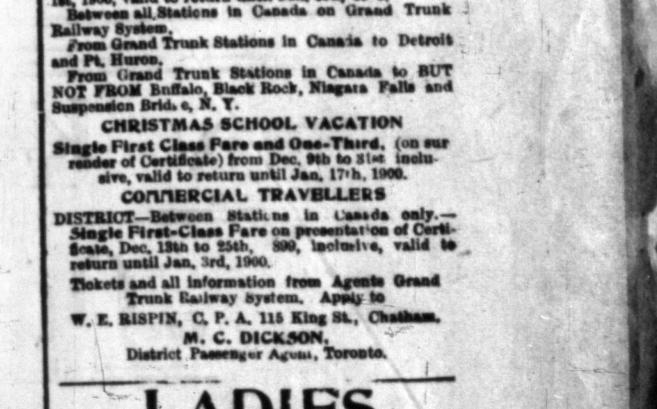 Between all Stations in Canada on Grand Trunk
Railway System.
From Grand Trunk Stations in Canada to Detroit
and Pt. Huron.
From Grand Trunk Stations in Canada to BUT
NOT FROM Buffalo, Black Rock, Niagara Falls and
Suspension Bridge, N. Y.
CHRISTMAS SCHOOL VACATION
Single First Class Fare and One-Third, (on sur
render of Certificate) from Dec. 9th to 31st inclu-
sive, valid to return until Jan. 17th, 1900.
COMMERCIAL TRAVELLERS
DISTRICT—Between Stations in Canada only.—
Single First-Class Fare on presentation of Certi-
ficate, Dec. 13th to 25th, 899, inclusive, valid to
return until Jan. 3rd, 1900.
Tickets and all information from Agents Grand
Trunk Railway System. Apply to
W. E. RISPIN, C. P. A., 115 King St., Chatham.
M. C. DICKSON,
District Passenger Agent, Toronto.
LADIES